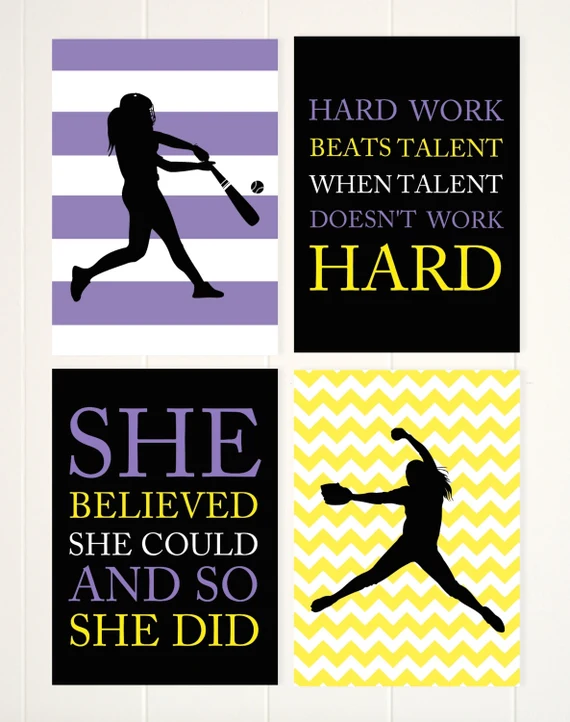 HARD WORK
BEATS TALENT
WHEN TALENT
DOESN'T WORK
HARD
SHE
BELIEVED
SHE COULD
AND SO
SHE DID